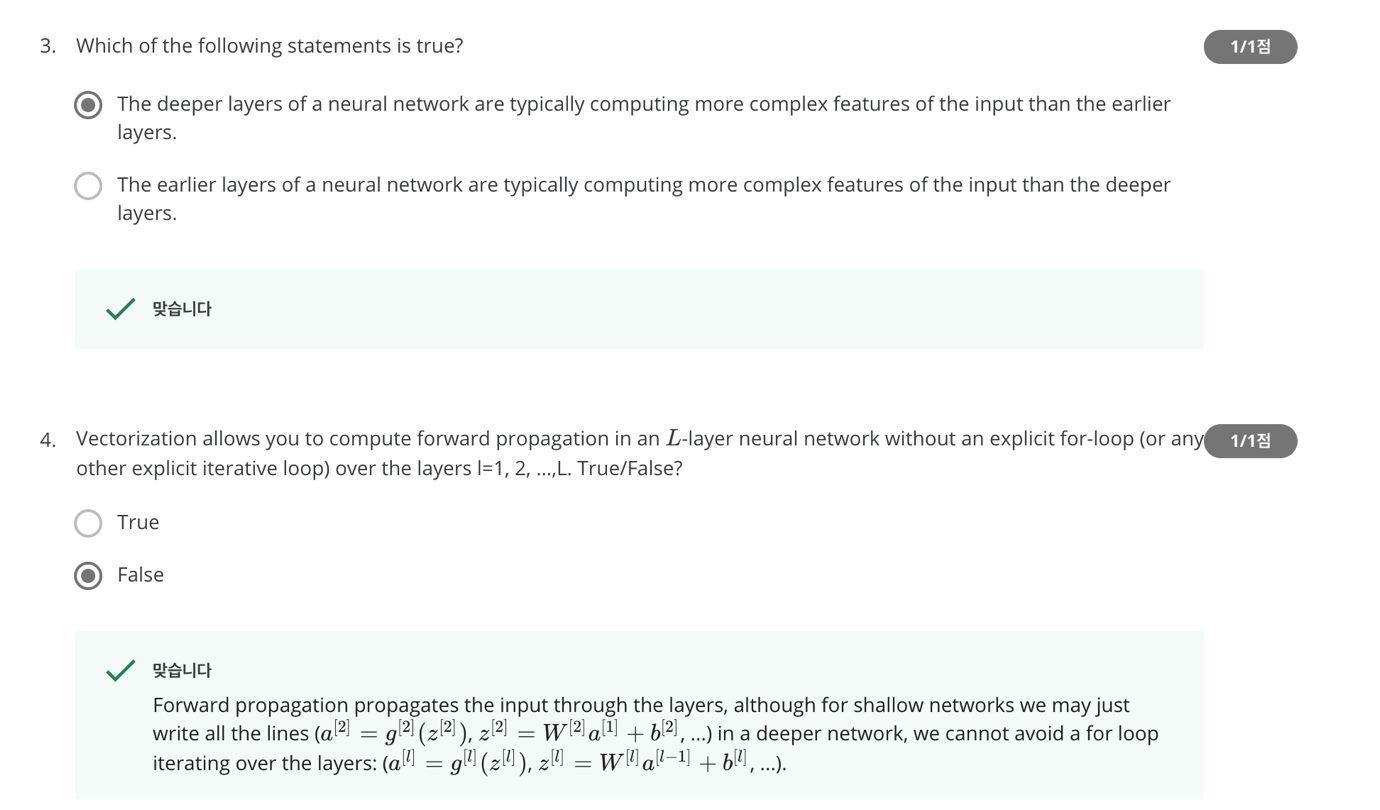 3. Which of the following statements is true? 1/1점
The deeper layers of a neural network are typically computing more complex features of the input than the earlier
layers.
The earlier layers of a neural network are typically computing more complex features of the input than the deeper
layers.
맞습니다
4. Vectorization allows you to compute forward propagation in an L-layer neural network without an explicit for-loop (or any 1/1점
other explicit iterative loop) over the layers l=1, 2, ...,L. True/False?
True
False
맞습니다
Forward propagation propagates the input through the layers, although for shallow networks we may just
write all the lines (a^{[2]} = g^{[2]}(z^{[2]}), z^{[2]} = W^{[2]}a^{[1]} + b^{[2]}, ...) in a deeper network, we cannot avoid a for loop
iterating over the layers: (a^{[l]} = g^{[l]}(z^{[l]}), z^{[l]} = W^{[l]}a^{[l−1]} + b^{[l]}, ...).